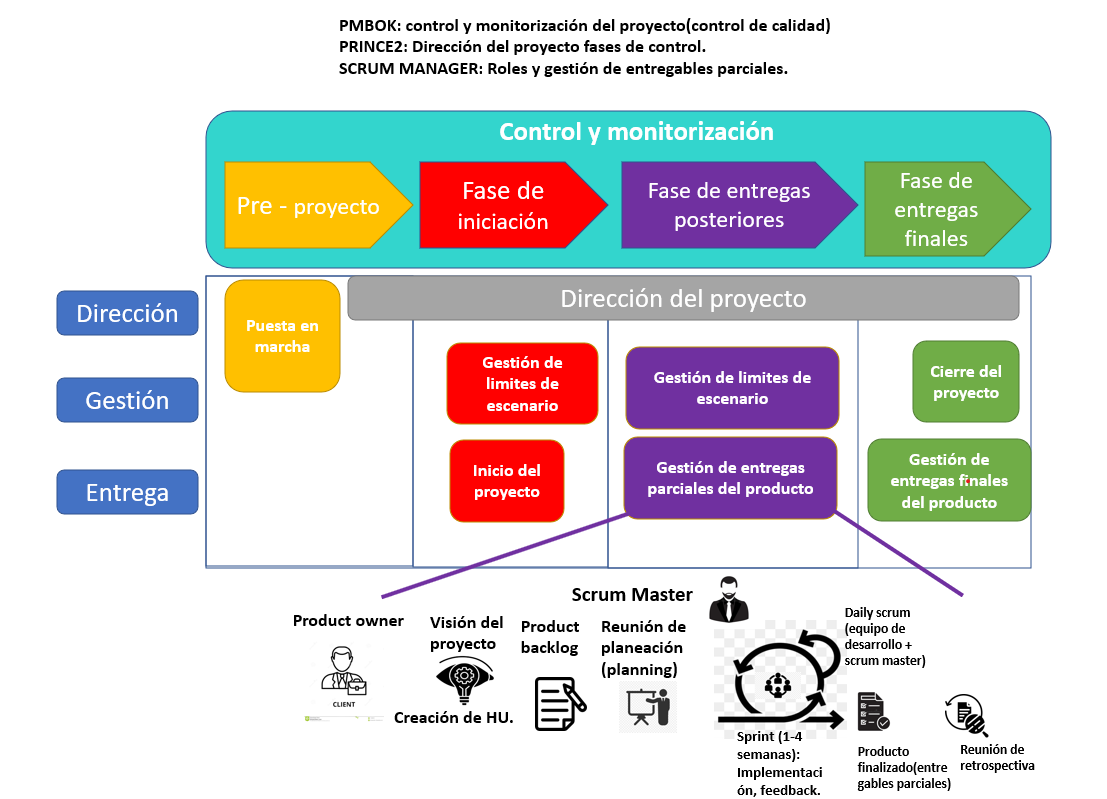 PMBOK: control y monitorización del proyecto(control de calidad)
PRINCE2: Dirección del proyecto fases de control.
SCRUM MANAGER: Roles y gestión de entregables parciales.
Control y monitorización
Pre - proyecto
Fase de
iniciación
Fase de entregas
posteriores
Fase de
entregas
finales
Dirección
Gestión
Entrega
Dirección del proyecto
Puesta en
marcha
Gestión de
limites de
escenario
Gestión de limites de
escenario
Cierre del
proyecto
Inicio del
proyecto
Gestión de entregas
parciales del producto
Gestión de
entregas finales
del producto
Scrum Master
Product owner
CLIENT
Visión del
proyecto
Creación de HU.
Product
backlog
Reunión de
planeación
(planning)
Daily scrum
(equipo de
desarrollo +
scrum master)
Sprint (1-4
semanas):
Implementaci
ón, feedback.
Producto
finalizado(entre
gables parciales)
Reunión de
retrospectiva